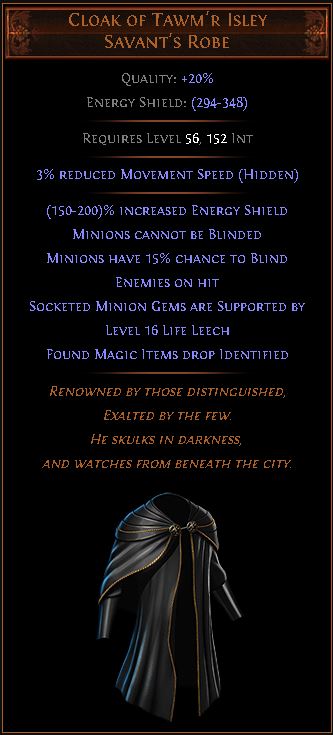 Cloak of Tawm'r Isley
Savant's Robe
Quality: +20%
Energy Shield: (294-348)
Requires Level 56, 152 Int
3% reduced Movement Speed (Hidden)
(150-200)% increased Energy Shield
Minions cannot be Blinded
Minions have 15% chance to Blind
Enemies on hit
Socketed Minion Gems are Supported by
Level 16 Life Leech
Found Magic Items drop Identified
Renowned by those distinguished,
Exalted by the few.
He skulks in darkness,
and watches from beneath the city.